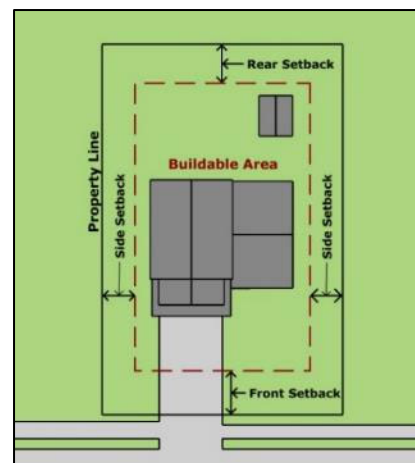 Rear Setback
Buildable Area
Property Line
Side Setback
Side Setback
Front Setback